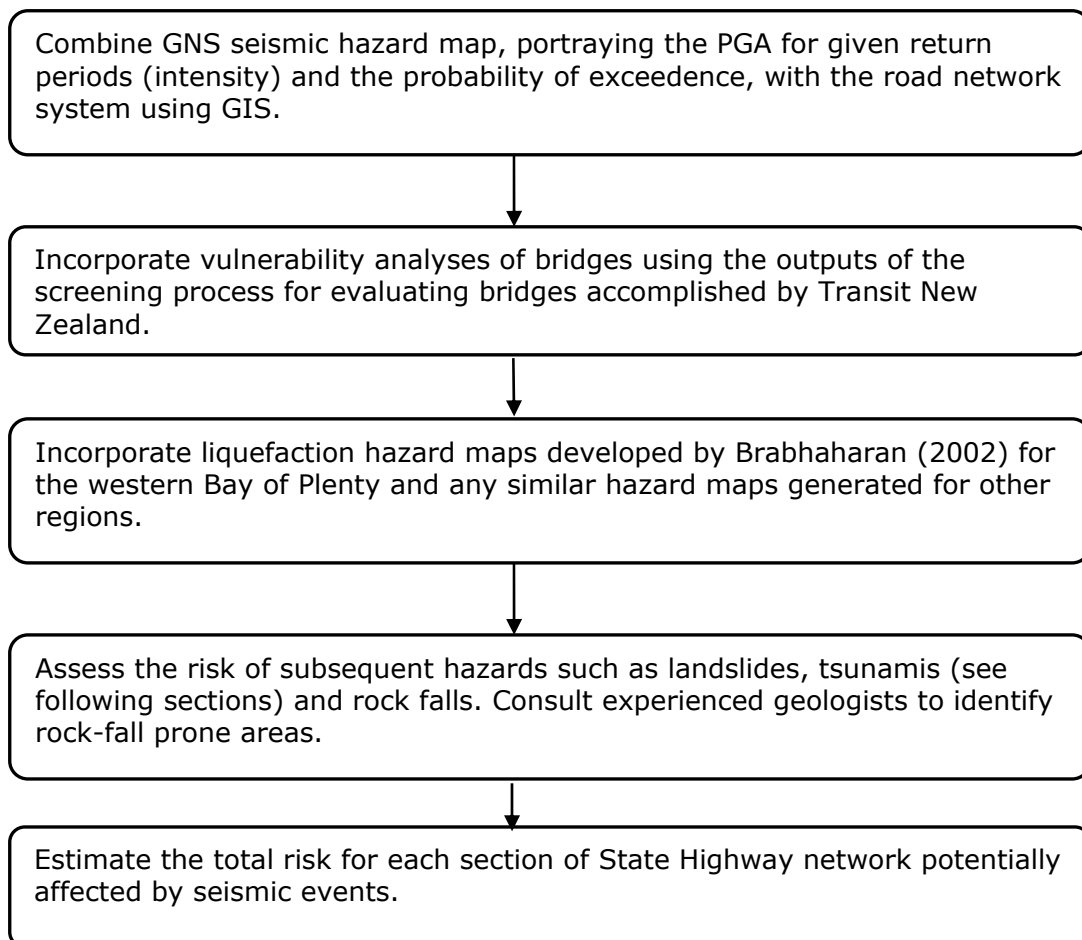 Combine GNS seismic hazard map, portraying the PGA for given return
periods (intensity) and the probability of exceedence, with the road network
system using GIS.
Incorporate vulnerability analyses of bridges using the outputs of the
screening process for evaluating bridges accomplished by Transit New
Zealand.
Incorporate liquefaction hazard maps developed by Brabhaharan (2002) for
the western Bay of Plenty and any similar hazard maps generated for other
regions.
Assess the risk of subsequent hazards such as landslides, tsunamis (see
following sections) and rock falls. Consult experienced geologists to identify
rock-fall prone areas.
Estimate the total risk for each section of State Highway network potentially
affected by seismic events.